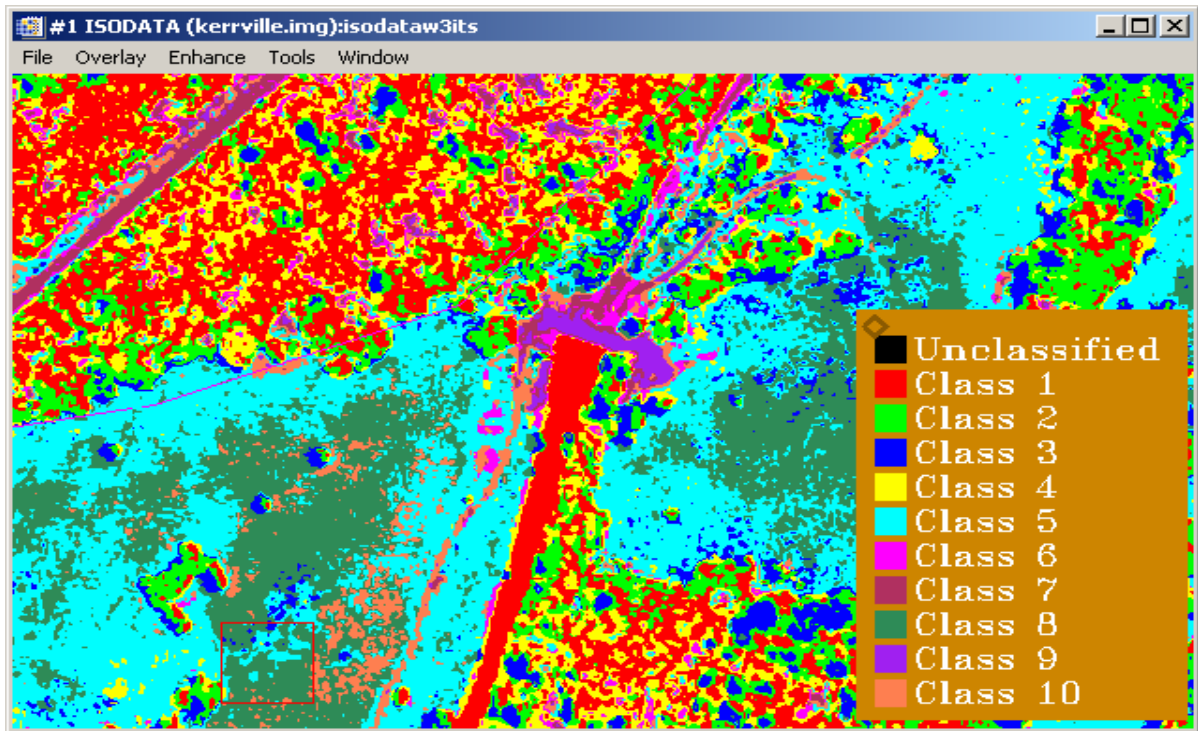 #1 ISODATA (kerrville.img):isodataw3its
File Overlay Enhance Tools Window
Unclassified
Class 1
Class 2
Class 3
Class 4
Class 5
Class 6
Class 7
Class 8
Class 9
Class 10